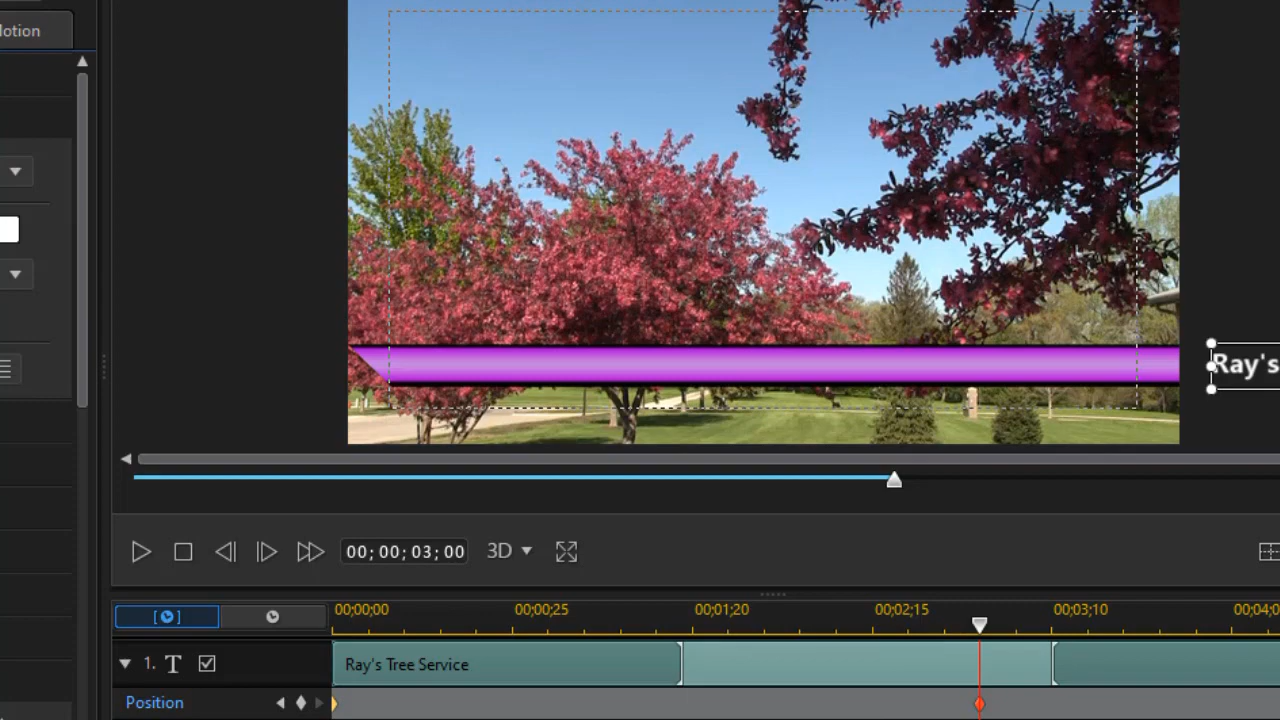 lotion
Ray's
00; 00; 03; 00
3D
00;00;00
00;00;25
00;01;20
00;02;15
00;03;10
00;04;0
1. T
Ray's Tree Service
Position